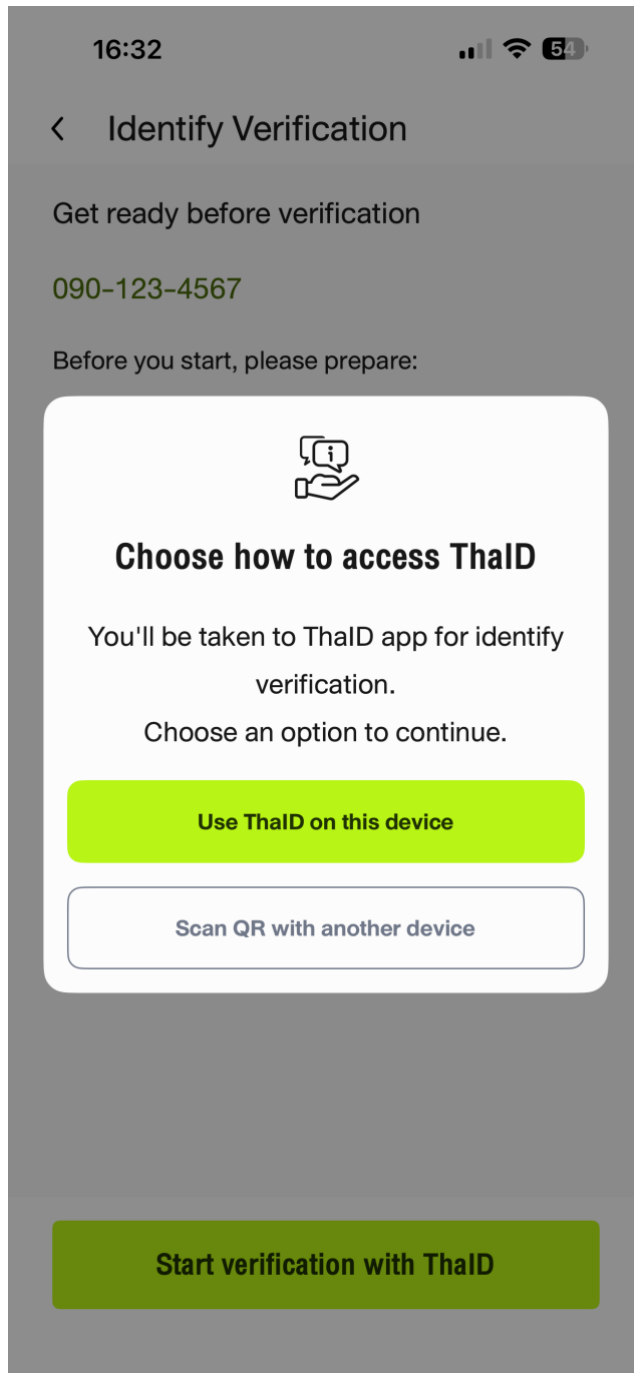 16:32
54
Identify Verification
Get ready before verification
090-123-4567
Before you start, please prepare:
Choose how to access ThaID
You'll be taken to ThaID app for identify
verification.
Choose an option to continue.
Use ThaID on this device
Scan QR with another device
Start verification with ThaID